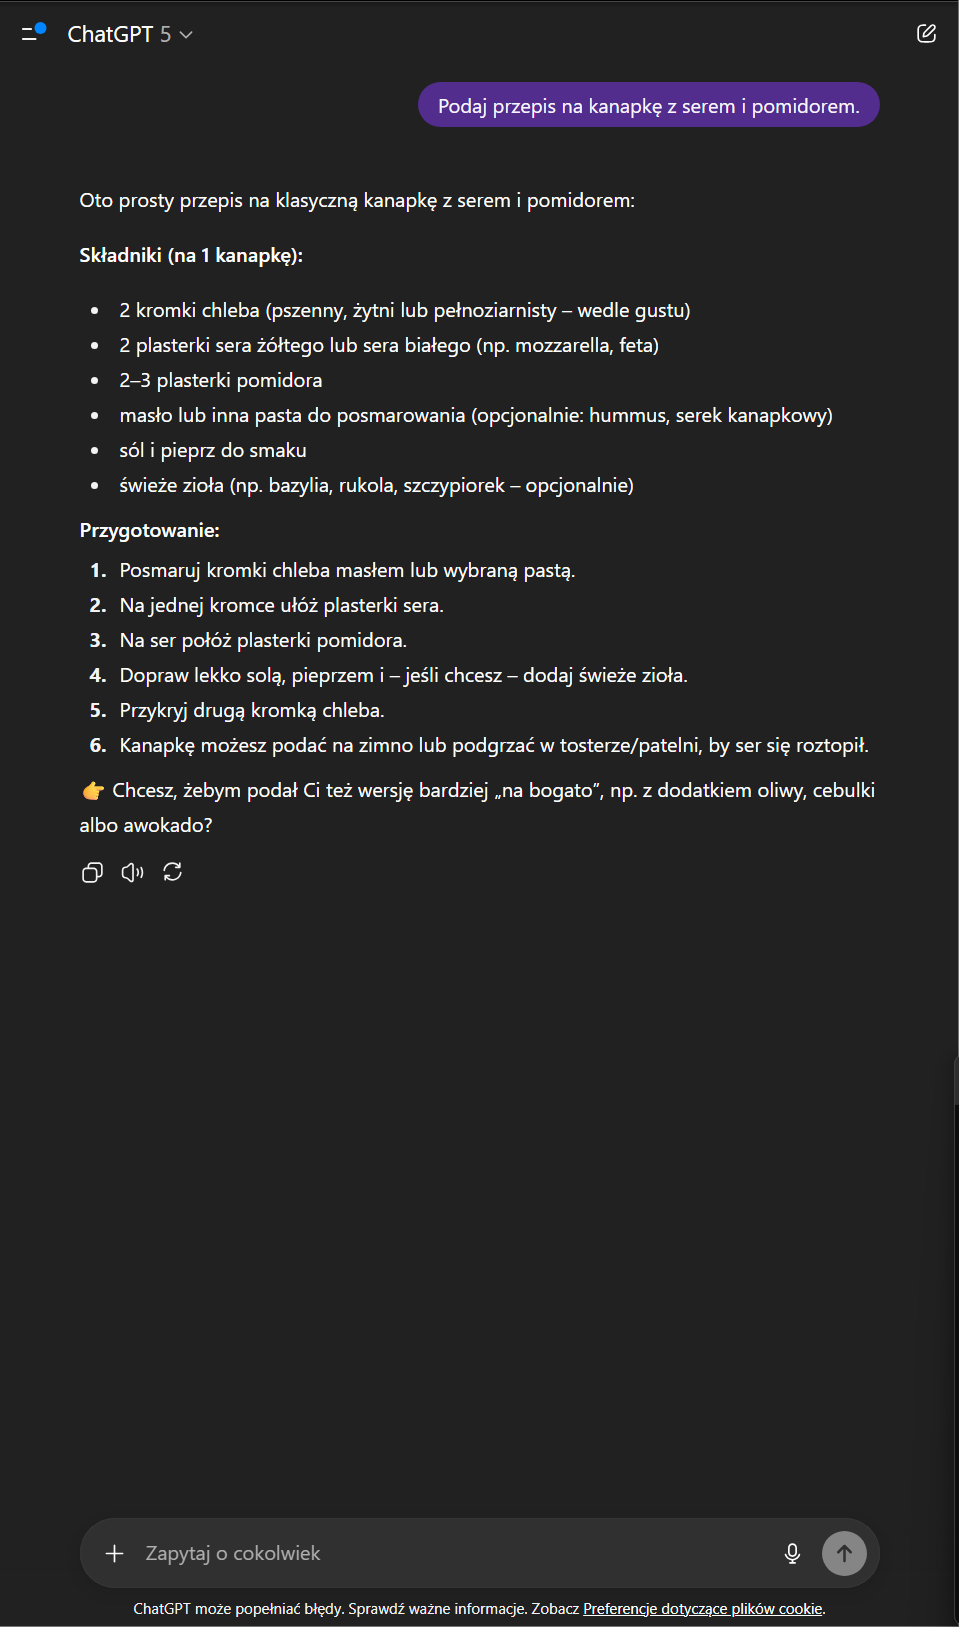 ChatGPT 5
Podaj przepis na kanapkę z serem i pomidorem.
Oto prosty przepis na klasyczną kanapkę z serem i pomidorem:
Składniki (na 1 kanapkę):
• 2 kromki chleba (pszenny, żytni lub pełnoziarnisty – wedle gustu)
• 2 plasterki sera żółtego lub sera białego (np. mozzarella, feta)
• 2–3 plasterki pomidora
• masło lub inna pasta do posmarowania (opcjonalnie: hummus, serek kanapkowy)
• sól i pieprz do smaku
• świeże zioła (np. bazylia, rukola, szczypiorek – opcjonalnie)
Przygotowanie:
1. Posmaruj kromki chleba masłem lub wybraną pastą.
2. Na jednej kromce ułóż plasterki sera.
3. Na ser połóż plasterki pomidora.
4. Dopraw lekko solą, pieprzem i – jeśli chcesz – dodaj świeże zioła.
5. Przykryj drugą kromką chleba.
6. Kanapkę możesz podać na zimno lub podgrzać w tosterze/patelni, by ser się roztopił.
👉 Chcesz, żebym podał Ci też wersję bardziej „na bogato”, np. z dodatkiem oliwy, cebulki
albo awokado?
Zapytaj o cokolwiek
ChatGPT może popełniać błędy. Sprawdź ważne informacje. Zobacz Preferencje dotyczące plików cookie.